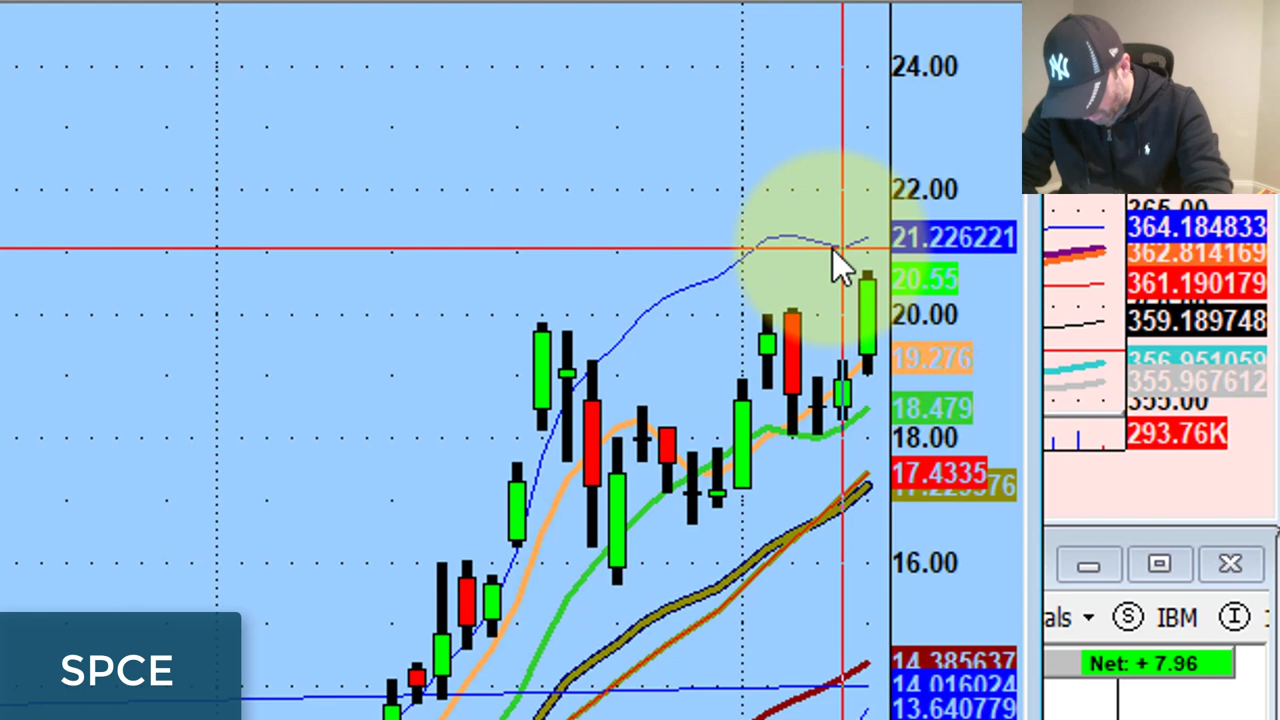 24.00
22.00
21.226221
20.55
20.00
19.276
18.479
18.00
17.4335
16.00
14.385637
14.016024
13.640779
SPCE
NY
265.00
364.184833
362.814169
361.190179
359.189748
356.951059
355.967612
355.00
293.76K
als
S
IBM
I
Net: + 7.96